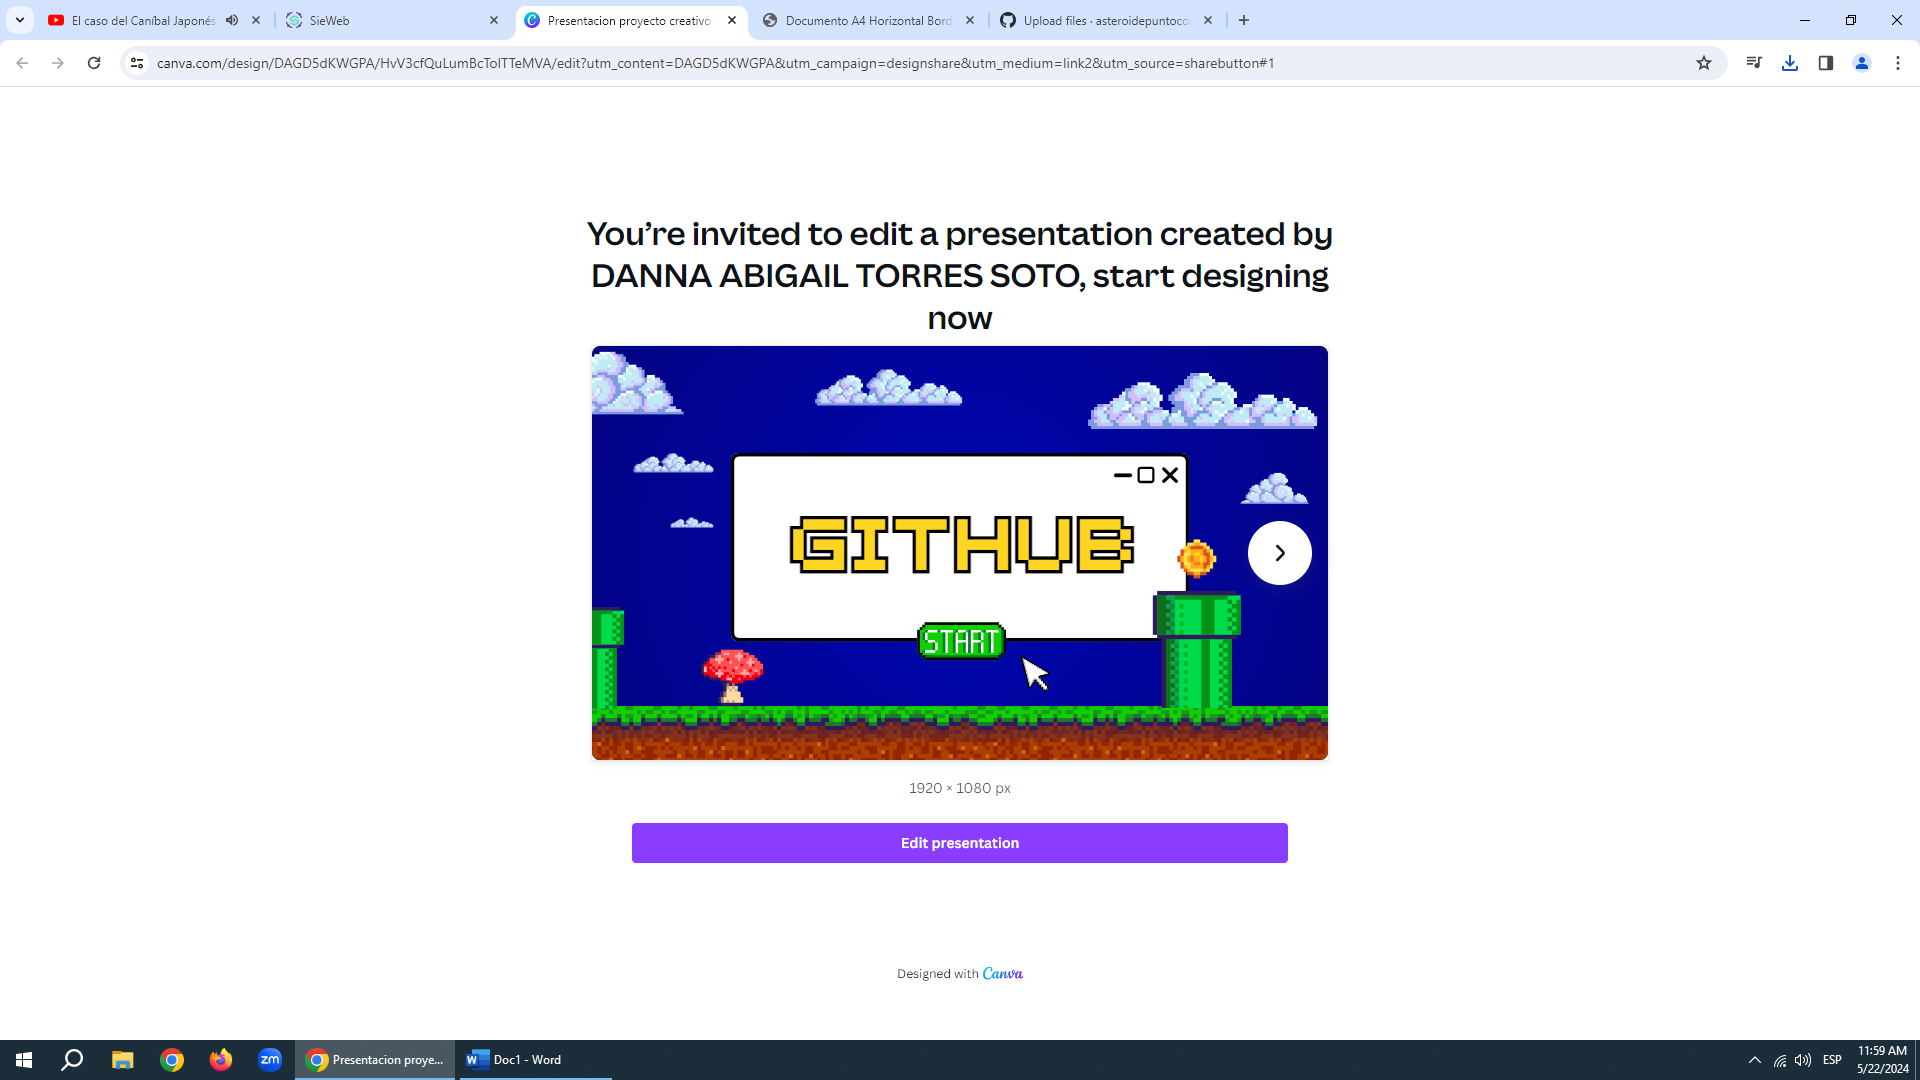 El caso del Caníbal Japonés
SieWeb
Presentacion proyecto creativo
Documento A4 Horizontal Bord
Upload files · asteroidepuntoco
canva.com/design/DAGD5dKWGPA/HvV3cfQuLumBcTolTTeMVA/edit?utm_content=DAGD5dKWGPA&utm_campaign=designshare&utm_medium=link2&utm_source=sharebutton#1
You’re invited to edit a presentation created by
DANNA ABIGAIL TORRES SOTO, start designing
now
GITHUB
START
1920 × 1080 px
Edit presentation
Designed with Canva
zm
Presentacion proye...
Doc1 - Word
ESP
11:59 AM
5/22/2024